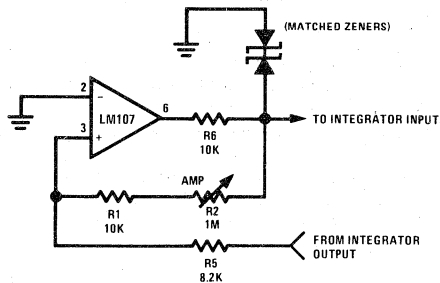 (MATCHED ZENERS)
2
-
LM107
6
3
+
R6
10K
TO INTEGRATOR INPUT
AMP
R1
10K
R2
1M
FROM INTEGRATOR
OUTPUT
R5
8.2K